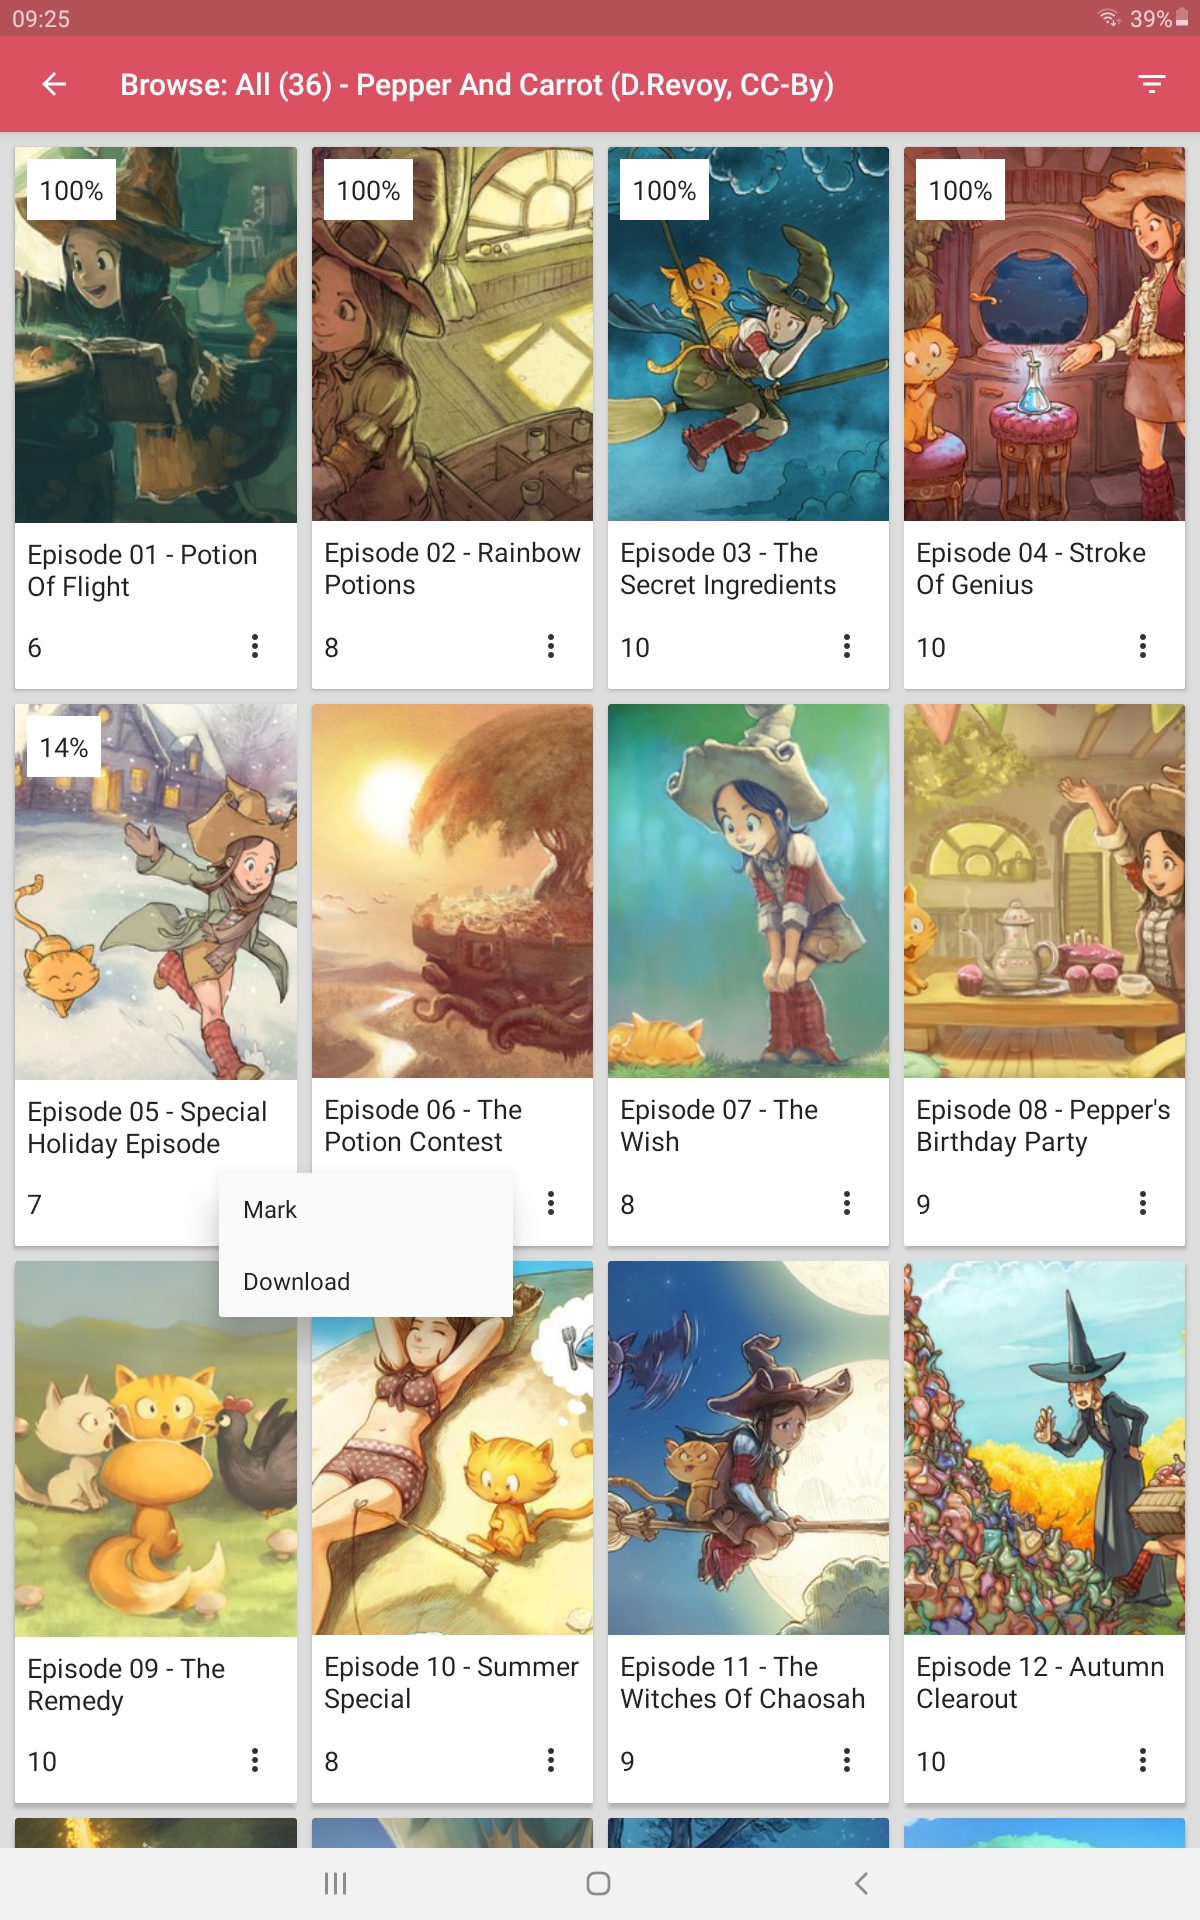 09:25
39%
Browse: All (36) - Pepper And Carrot (D.Revoy, CC-By)
100%
100%
100%
100%
Episode 01 - Potion
Of Flight
6
Episode 02 - Rainbow
Potions
8
Episode 03 - The
Secret Ingredients
10
Episode 04 - Stroke
Of Genius
10
14%
Episode 05 - Special
Holiday Episode
7
Episode 06 - The
Potion Contest
Episode 07 - The
Wish
8
Episode 08 - Pepper's
Birthday Party
9
Mark
Download
Episode 09 - The
Remedy
10
Episode 10 - Summer
Special
8
Episode 11 - The
Witches Of Chaosah
9
Episode 12 - Autumn
Clearout
10